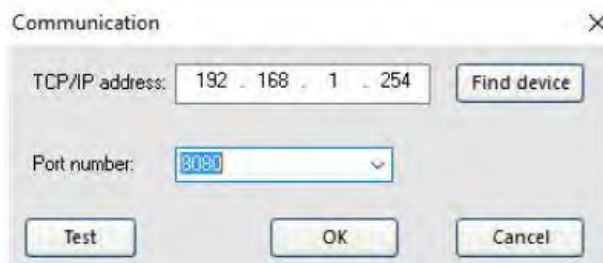 Communication
TCP/IP address: 192 . 168 . 1 . 254 Find device
Port number: 8080
Test OK Cancel